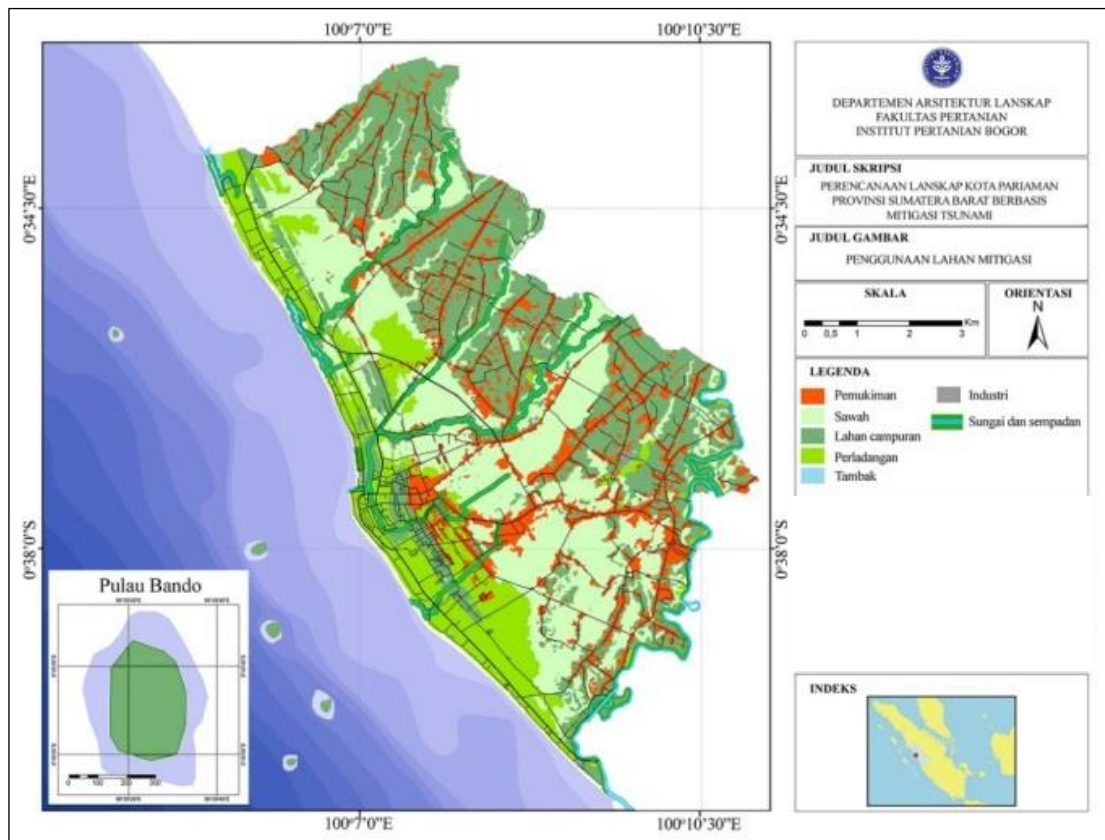 100°7'0"E 100°10'30"E
0°34'30"S
0°34'30"
0°38'0"S
0°38'0"S
100°7'0"E 100°10'30"E
Pulau Bando
0 100 200 300
DEPARTEMEN ARSITEKTUR LANSKAP
FAKULTAS PERTANIAN
INSTITUT PERTANIAN BOGOR
JUDUL SKRIPSI
PERENCANAAN LANSKAP KOTA PARIAMAN
PROVINSI SUMATERA BARAT BERBASIS
MITIGASI TSUNAMI
JUDUL GAMBAR
PENGGUNAAN LAHAN MITIGASI
SKALA
0 0,5 1 2 3 Km
ORIENTASI
N
LEGENDA
Pemukiman
Sawah
Lahan campuran
Perladangan
Tambak
Industri
Sungai dan sempadan
INDEKS